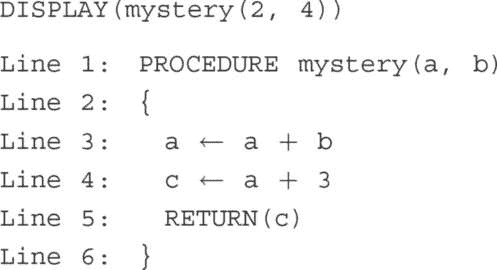 DISPLAY(mystery(2, 4))
Line 1: PROCEDURE mystery(a, b)
Line 2: {
Line 3: a ← a + b
Line 4: c ← a + 3
Line 5: RETURN(c)
Line 6: }